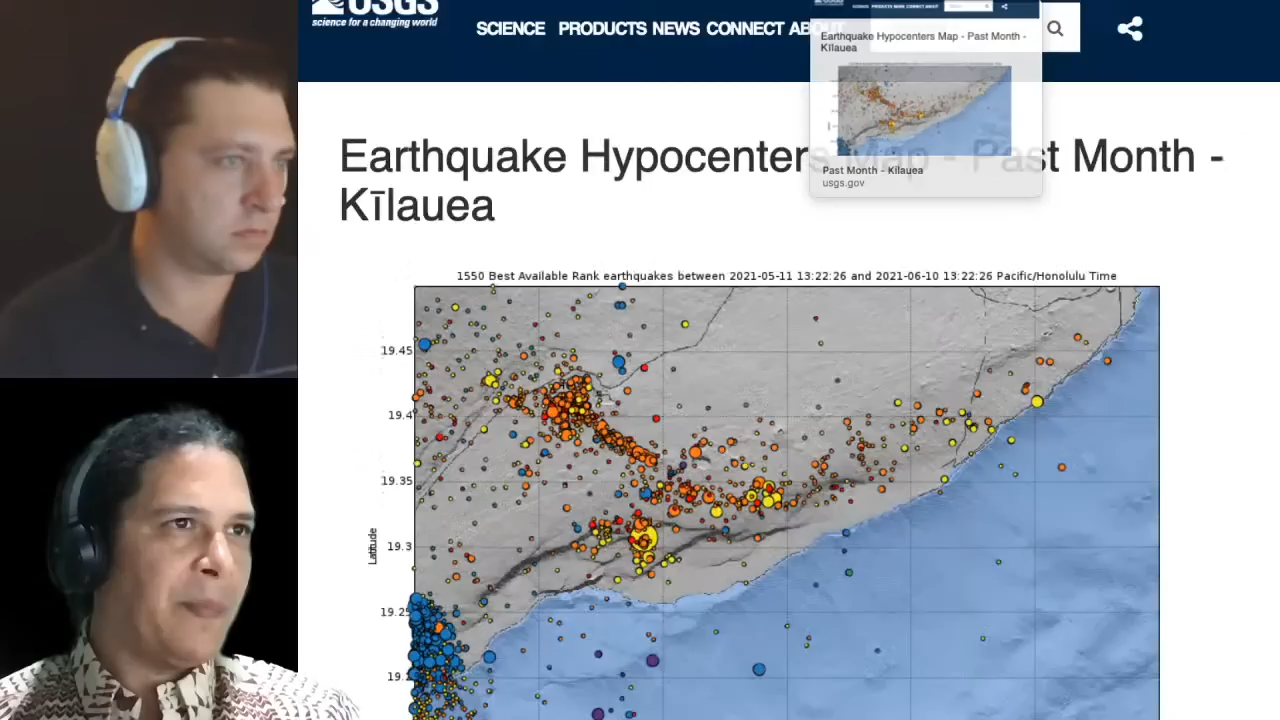 USGS
science for a changing world
SCIENCE PRODUCTS NEWS CONNECT ABOUT
Earthquake Hypocenters Map - Past Month -
Kīlauea
Past Month - Kīlauea
usgs.gov
Earthquake Hypocenters Map - Past Month -
Kīlauea
1550 Best Available Rank earthquakes between 2021-05-11 13:22:26 and 2021-06-10 13:22:26 Pacific/Honolulu Time
19.45
19.4
19.35
19.3
19.25
19.2
Latitude